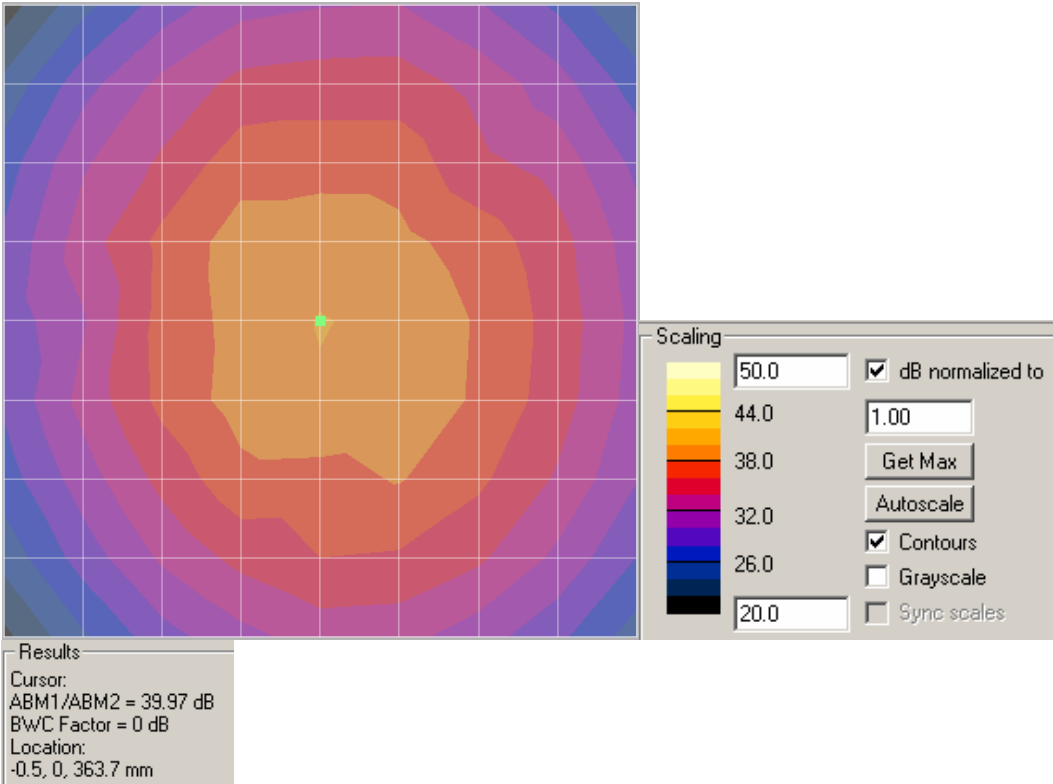 Scaling
50.0
dB normalized to
44.0
1.00
38.0
Get Max
Autoscale
32.0
Contours
26.0
Grayscale
20.0
Sync scales
Results
Cursor:
ABM1/ABM2 = 39.97 dB
BWC Factor = 0 dB
Location:
-0.5, 0, 363.7 mm